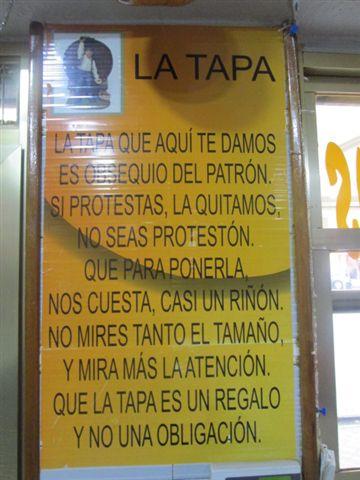 LA TAPA
LA TAPA QUE AQUÍ TE DAMOS
ES OBSEQUIO DEL PATRÓN.
SI PROTESTAS, LA QUITAMOS,
NO SEAS PROTESTÓN.
QUE PARA PONERLA,
NOS CUESTA, CASI UN RIÑÓN.
NO MIRES TANTO EL TAMAÑO,
Y MIRA MÁS LA ATENCIÓN.
QUE LA TAPA ES UN REGALO
Y NO UNA OBLIGACIÓN.